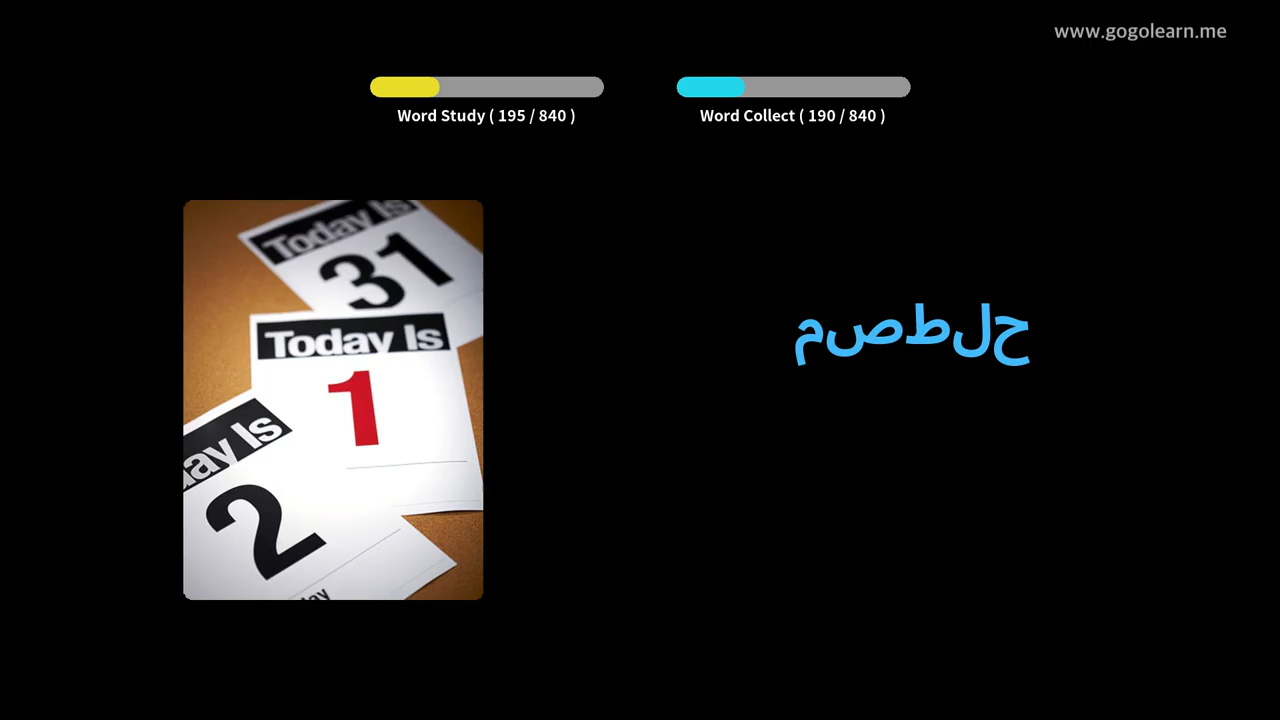 www.gogolearn.me
Word Study ( 195 / 840 )
Word Collect ( 190 / 840 )
Today Is
31
Today Is
1
ay Is
2
ح‌ل‌ط‌ص‌م